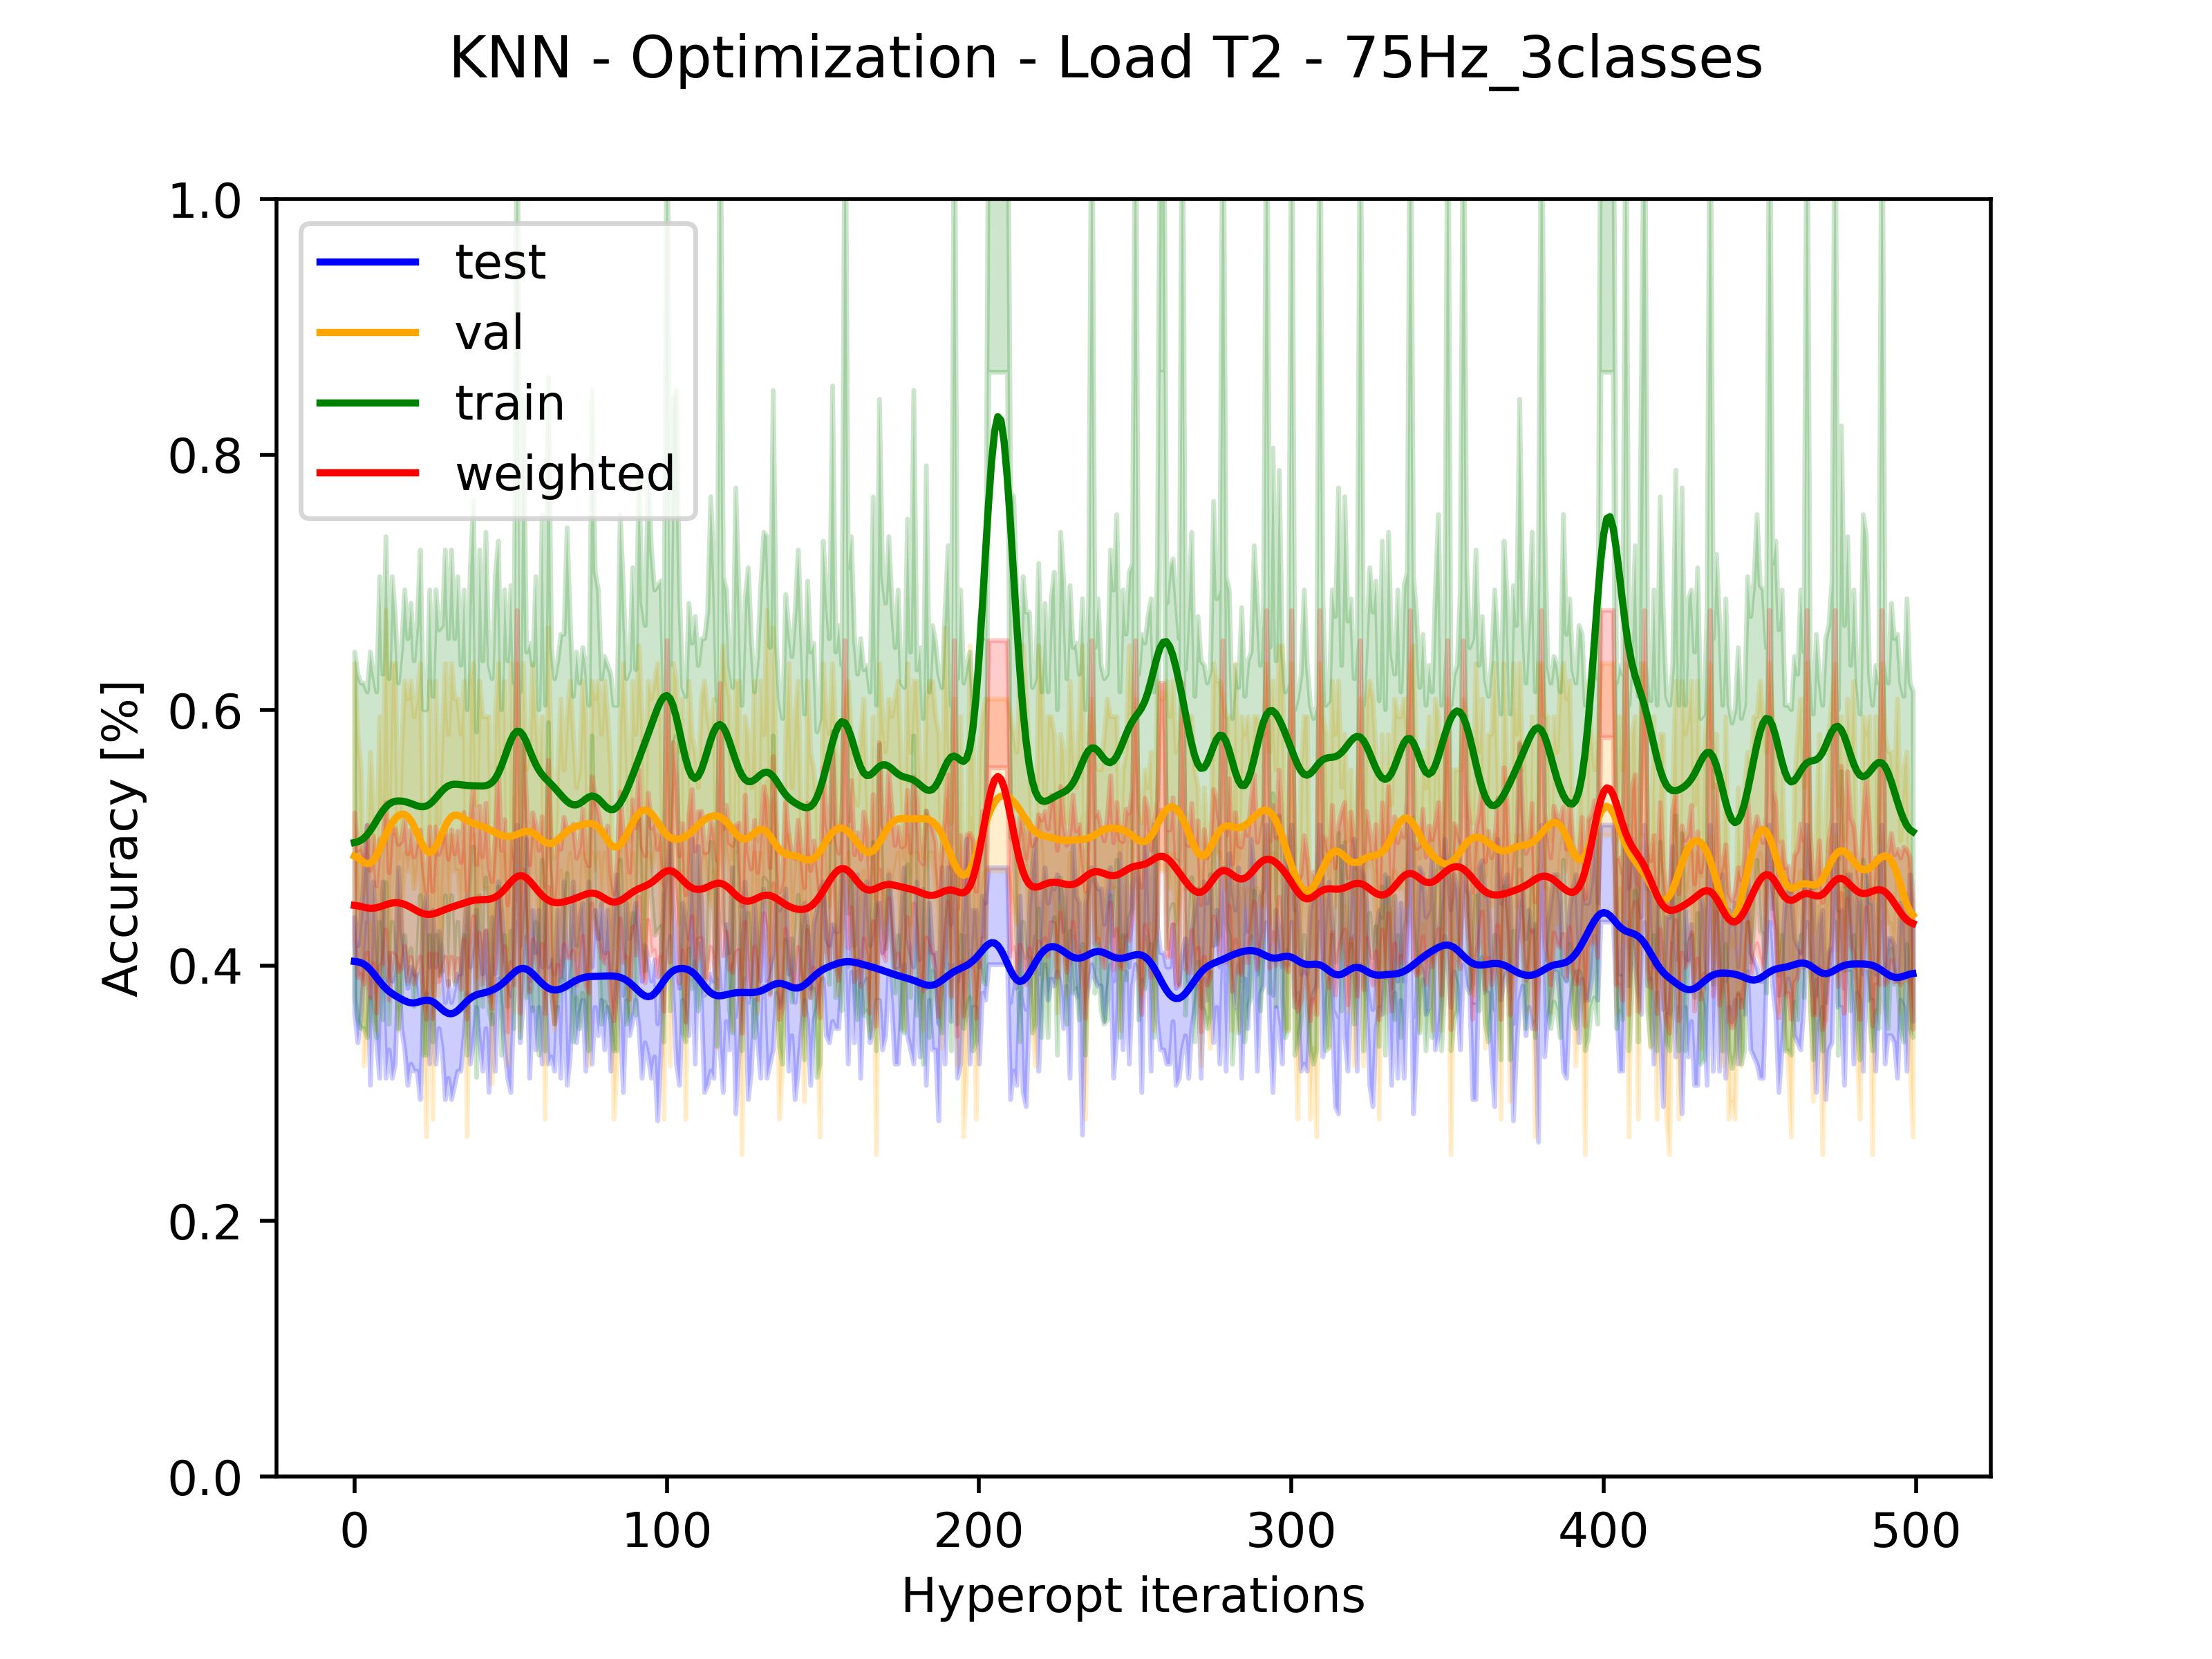 KNN - Optimization - Load T2 - 75Hz_3classes
1.0
0.8
0.6
0.4
0.2
0.0
Accuracy [%]
test
val
train
weighted
0 100 200 300 400 500
Hyperopt iterations